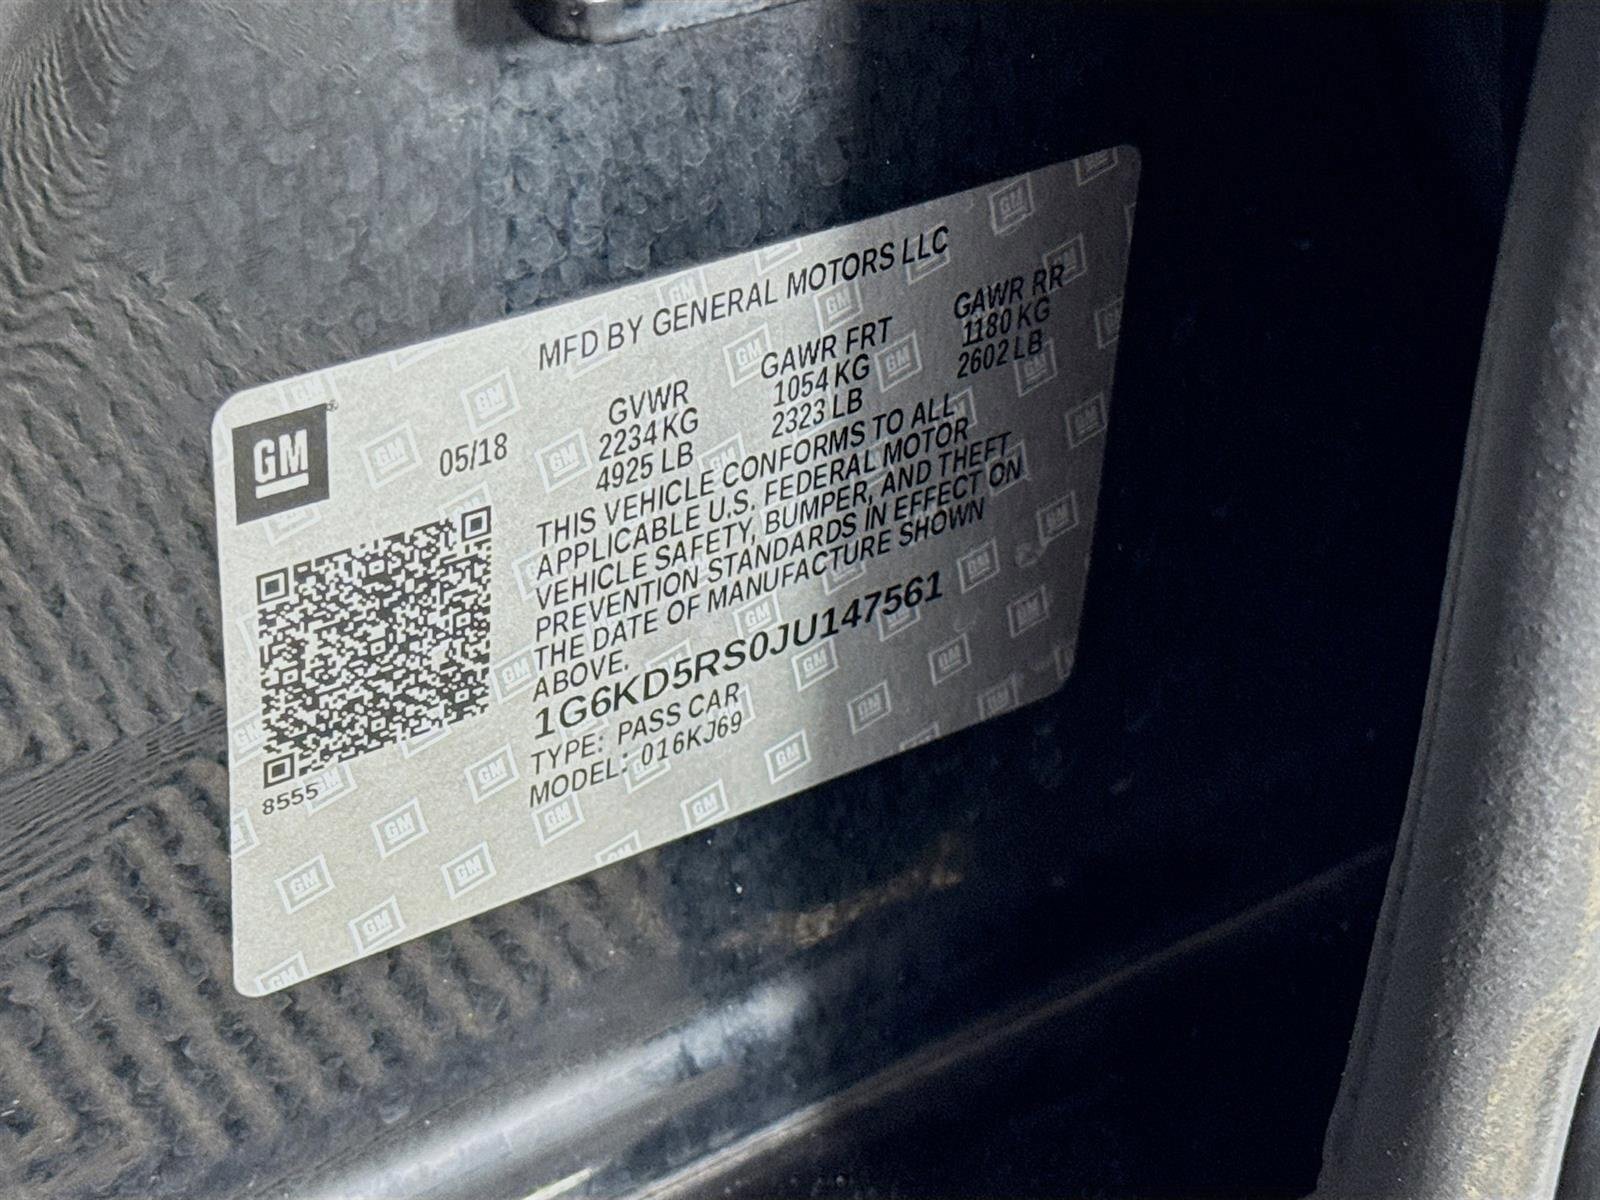 MFD BY GENERAL MOTORS LLC
GM
05/18
GVWR
2234 KG
4925 LB
GAWR FRT
1054 KG
2323 LB
GAWR RR
1180 KG
2602 LB
THIS VEHICLE CONFORMS TO ALL
APPLICABLE U.S. FEDERAL MOTOR
VEHICLE SAFETY, BUMPER, AND THEFT
PREVENTION STANDARDS IN EFFECT ON
THE DATE OF MANUFACTURE SHOWN
ABOVE.
1G6KD5RS0JU147561
TYPE: PASS CAR
MODEL: 016KJ69
8555